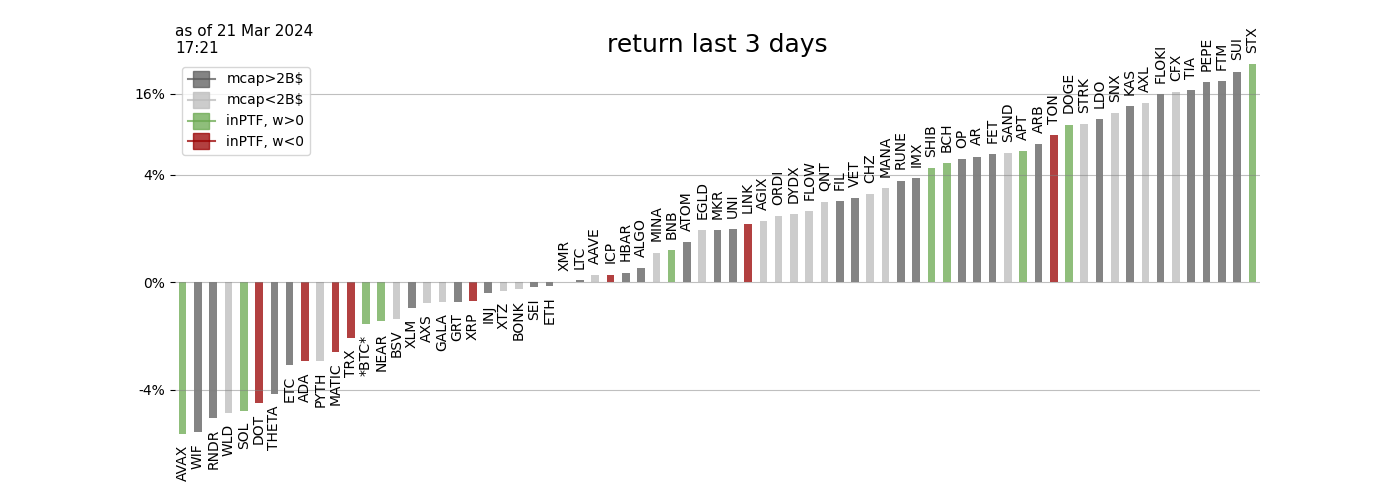 as of 21 Mar 2024
17:21
return last 3 days
mcap>2B$
mcap<2B$
inPTF, w>0
inPTF, w<0
16%
4%
0%
-4%
AVAX
WIF
RNDR
WLD
SOL
DOT
THETA
ETC
ADA
PYTH
MATIC
TRX
*BTC*
NEAR
BSV
XLM
AXS
GALA
GRT
XRP
INJ
XTZ
BONK
SEI
ETH
XMR
LTC
AAVE
ICP
HBAR
ALGO
MINA
BNB
ATOM
EGLD
MKR
UNI
LINK
AGIX
ORDI
DYDX
FLOW
QNT
FIL
VET
CHZ
MANA
RUNE
IMX
SHIB
BCH
OP
AR
FET
SAND
APT
ARB
TON
DOGE
STRK
LDO
SNX
KAS
AXL
FLOKI
CFX
TIA
PEPE
FTM
SUI
STX